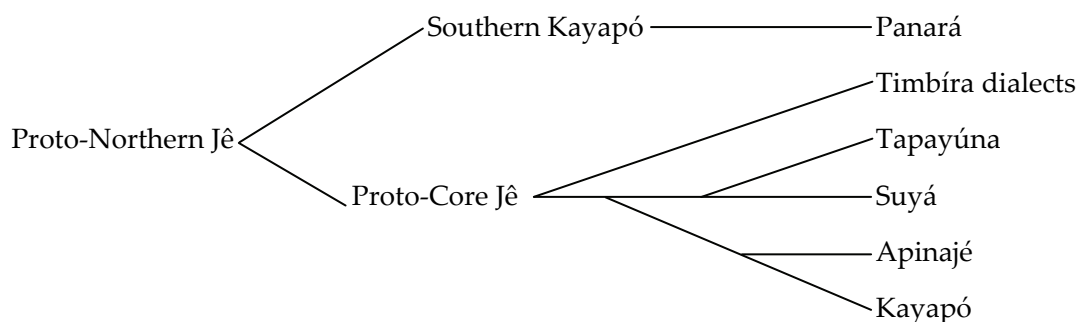 Southern Kayapó
Panará
Timbíra dialects
Proto-Northern Jê
Tapayúna
Proto-Core Jê
Suyá
Apinajé
Kayapó